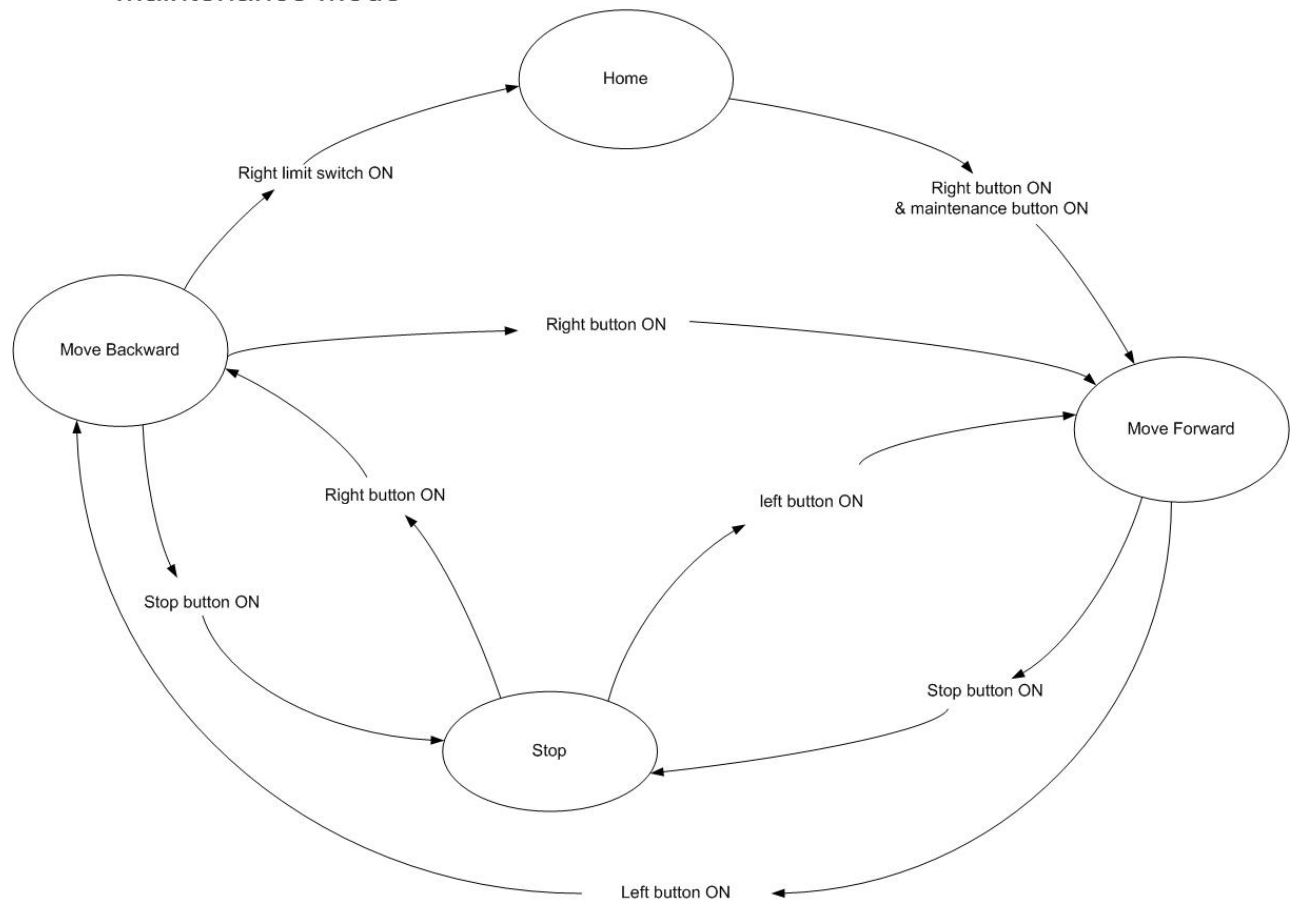 Home
Right limit switch ON
Right button ON
& maintenance button ON
Right button ON
Move Backward
Move Forward
Right button ON
left button ON
Stop button ON
Stop button ON
Stop
Left button ON